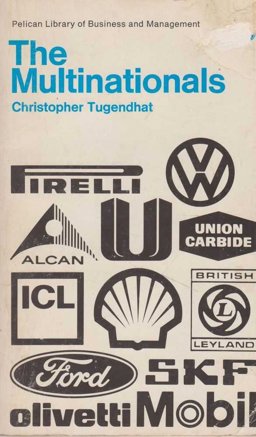 Pelican Library of Business and Management
The
Multinationals
Christopher Tugendhat
PIRELLI
VW
ALCAN
U
UNION
CARBIDE
ICL
BRITISH
L
LEYLAND
Ford
SKF
olivetti
Mobil